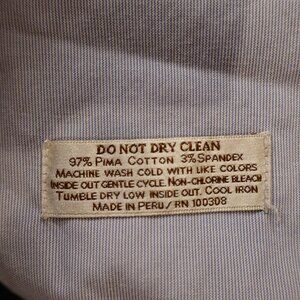 DO NOT DRY CLEAN
97% PIMA COTTON 3% SPANDEX
MACHINE WASH COLD WITH LIKE COLORS
INSIDE OUT GENTLE CYCLE. NON-CHLORINE BLEACH
TUMBLE DRY LOW INSIDE OUT. COOL IRON
MADE IN PERU / RN 100308